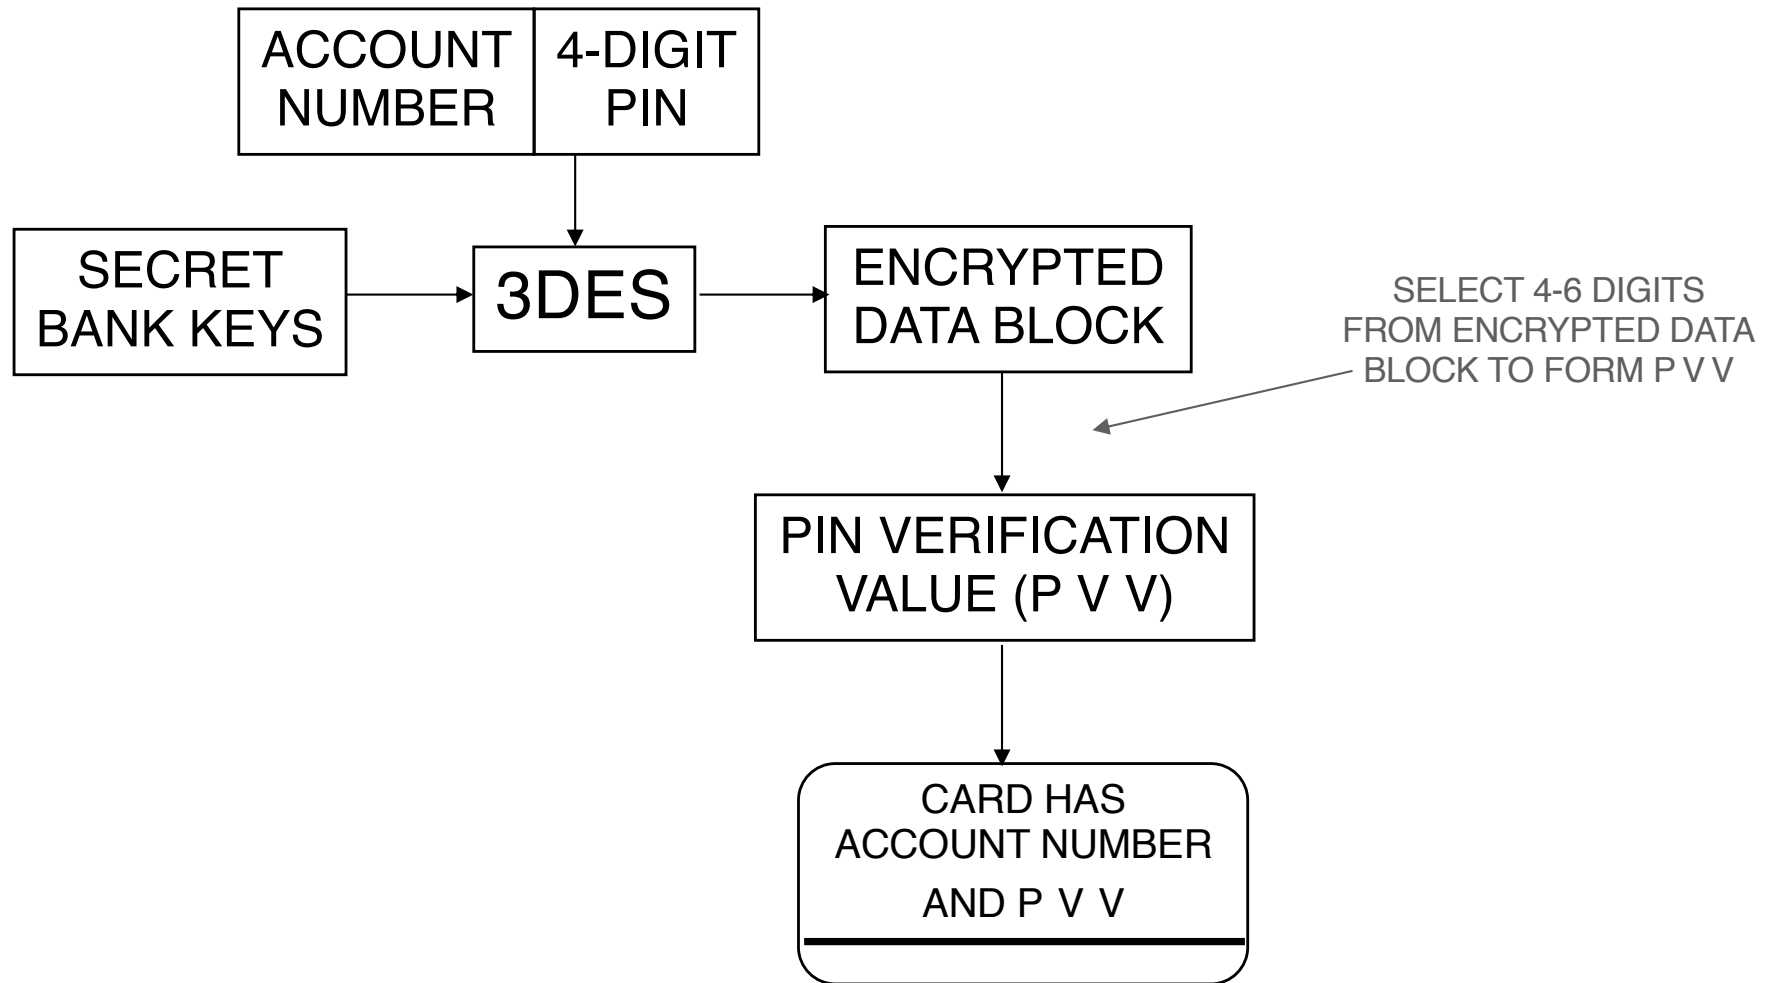 ACCOUNT
NUMBER
4-DIGIT
PIN
SECRET
BANK KEYS
3DES
ENCRYPTED
DATA BLOCK
SELECT 4-6 DIGITS
FROM ENCRYPTED DATA
BLOCK TO FORM P V V
PIN VERIFICATION
VALUE (P V V)
CARD HAS
ACCOUNT NUMBER
AND P V V